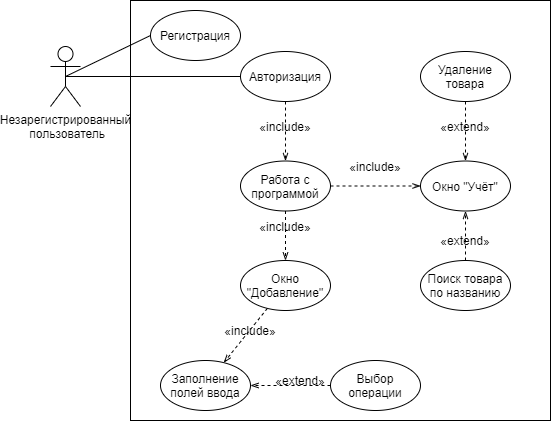 Регистрация
Авторизация
Удаление
товара
Незарегистрированный
пользователь
«include»
«extend»
«include»
Работа с
программой
Окно "Учёт"
«include»
«extend»
Окно
"Добавление"
Поиск товара
по названию
«include»
Заполнение
полей ввода
«extend»
Выбор
операции